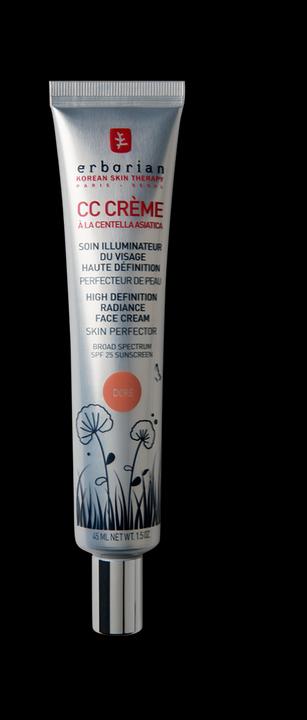 erborian
KOREAN SKIN THERAPY
PARIS - SEOUL
CC CRÈME
À LA CENTELLA ASIATICA
SOIN ILLUMINATEUR
DU VISAGE
HAUTE DÉFINITION
PERFECTEUR DE PEAU
HIGH DEFINITION
RADIANCE
FACE CREAM
SKIN PERFECTOR
BROAD SPECTRUM
SPF 25 SUNSCREEN
DORÉ
45 ML NET WT. 1.5 OZ.